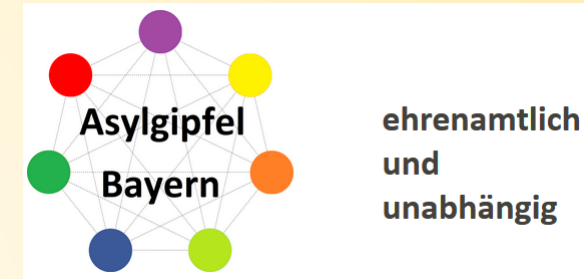 Asylgipfel
Bayern
ehrenamtlich
und
unabhängig